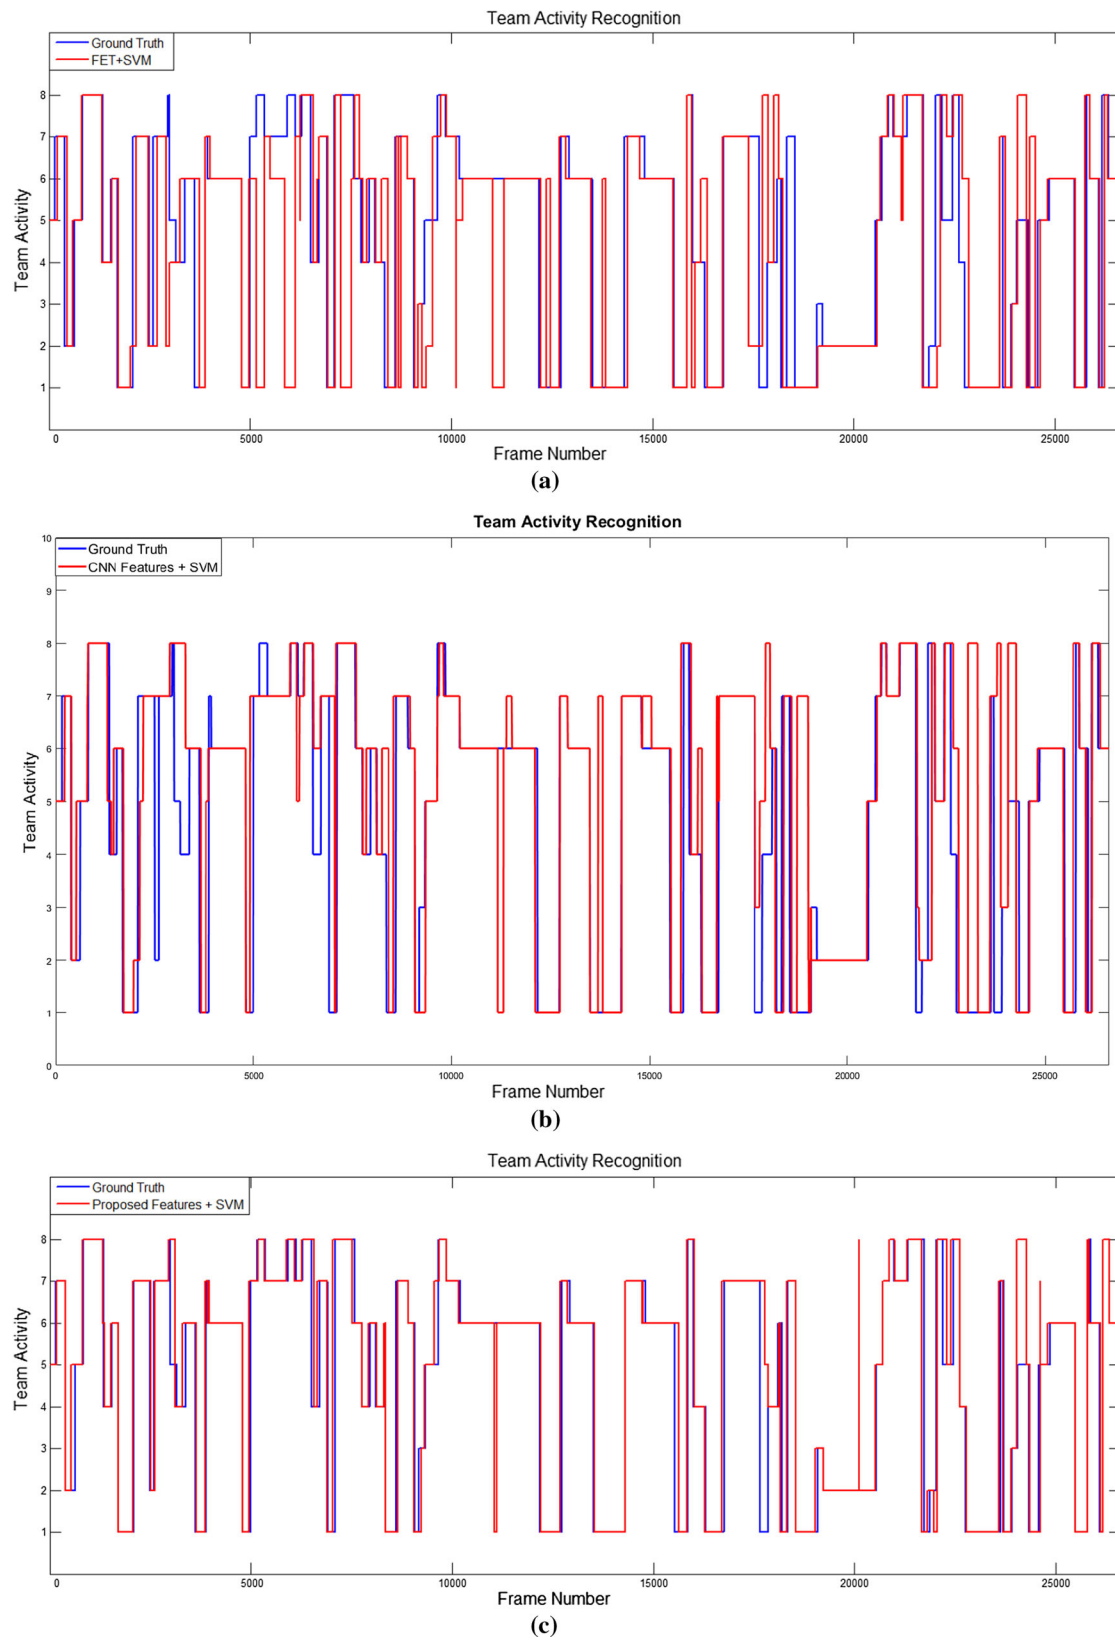 Team Activity Recognition
Ground Truth
FET+SVM
8
7
6
5
4
3
2
1
Team Activity
0 5000 10000 15000 20000 25000
Frame Number
(a)
Team Activity Recognition
Ground Truth
CNN Features + SVM
10
9
8
7
6
5
4
3
2
1
0
Team Activity
0 5000 10000 15000 20000 25000
Frame Number
(b)
Team Activity Recognition
Ground Truth
Proposed Features + SVM
8
7
6
5
4
3
2
1
Team Activity
0 5000 10000 15000 20000 25000
Frame Number
(c)